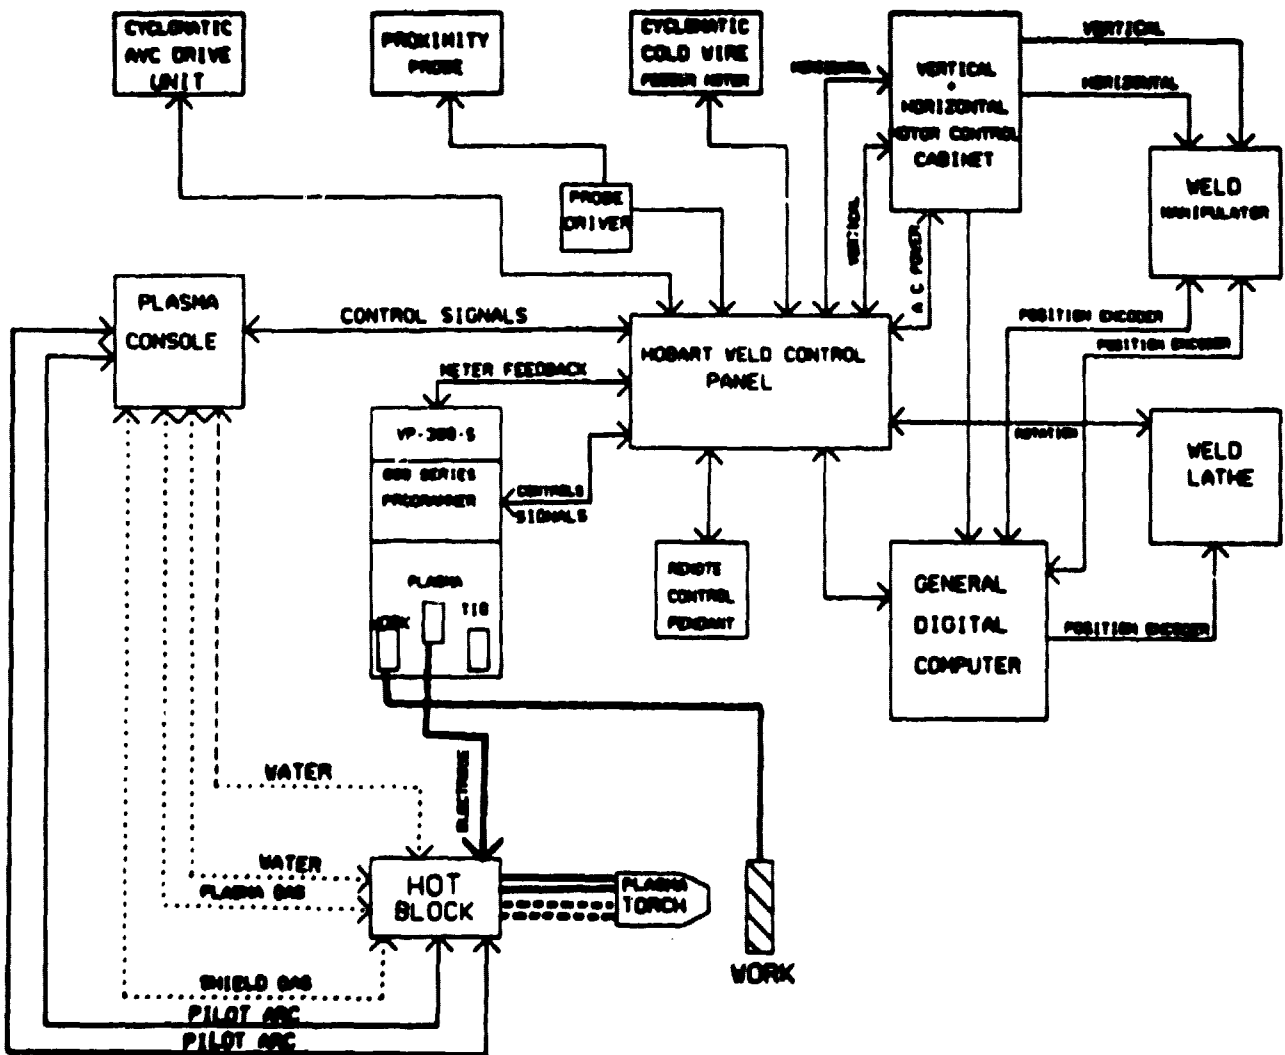 CYCLOMATIC
AVC DRIVE
UNIT
PROXIMITY
PROBE
CYCLOMATIC
COLD WIRE
FEEDER MOTOR
HORIZONTAL
VERTICAL
+
HORIZONTAL
MOTOR CONTROL
CABINET
VERTICAL
HORIZONTAL
WELD
MANIPULATOR
PROBE
DRIVER
VERTICAL
A C POWER
PLASMA
CONSOLE
CONTROL SIGNALS
HOBART WELD CONTROL
PANEL
POSITION ENCODER
POSITION ENCODER
METER FEEDBACK
VP-300-S
PROGRAMMER
CONTROLS
SIGNALS
ROTATION
WELD
LATHE
REMOTE
CONTROL
PENDANT
GENERAL
DIGITAL
COMPUTER
POSITION ENCODER
PLASMA
WORK
TIG
WATER
ELECTRODE
WATER
PLASMA GAS
HOT
BLOCK
PLASMA
TORCH
WORK
SHIELD GAS
PILOT ARC
PILOT ARC